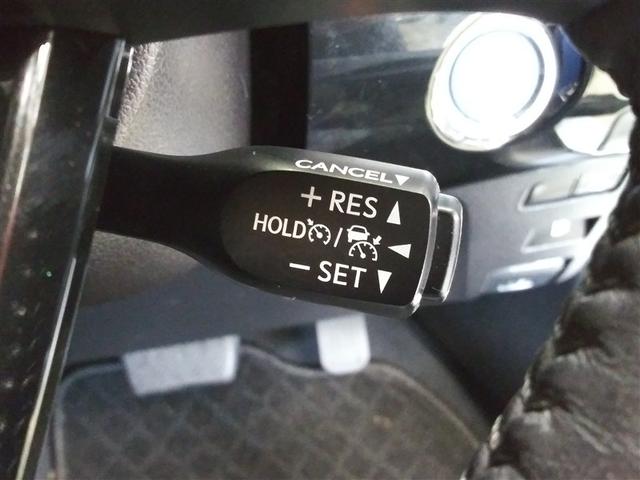 CANCEL▼
+ RES ▲
HOLD / ◀
− SET ▼